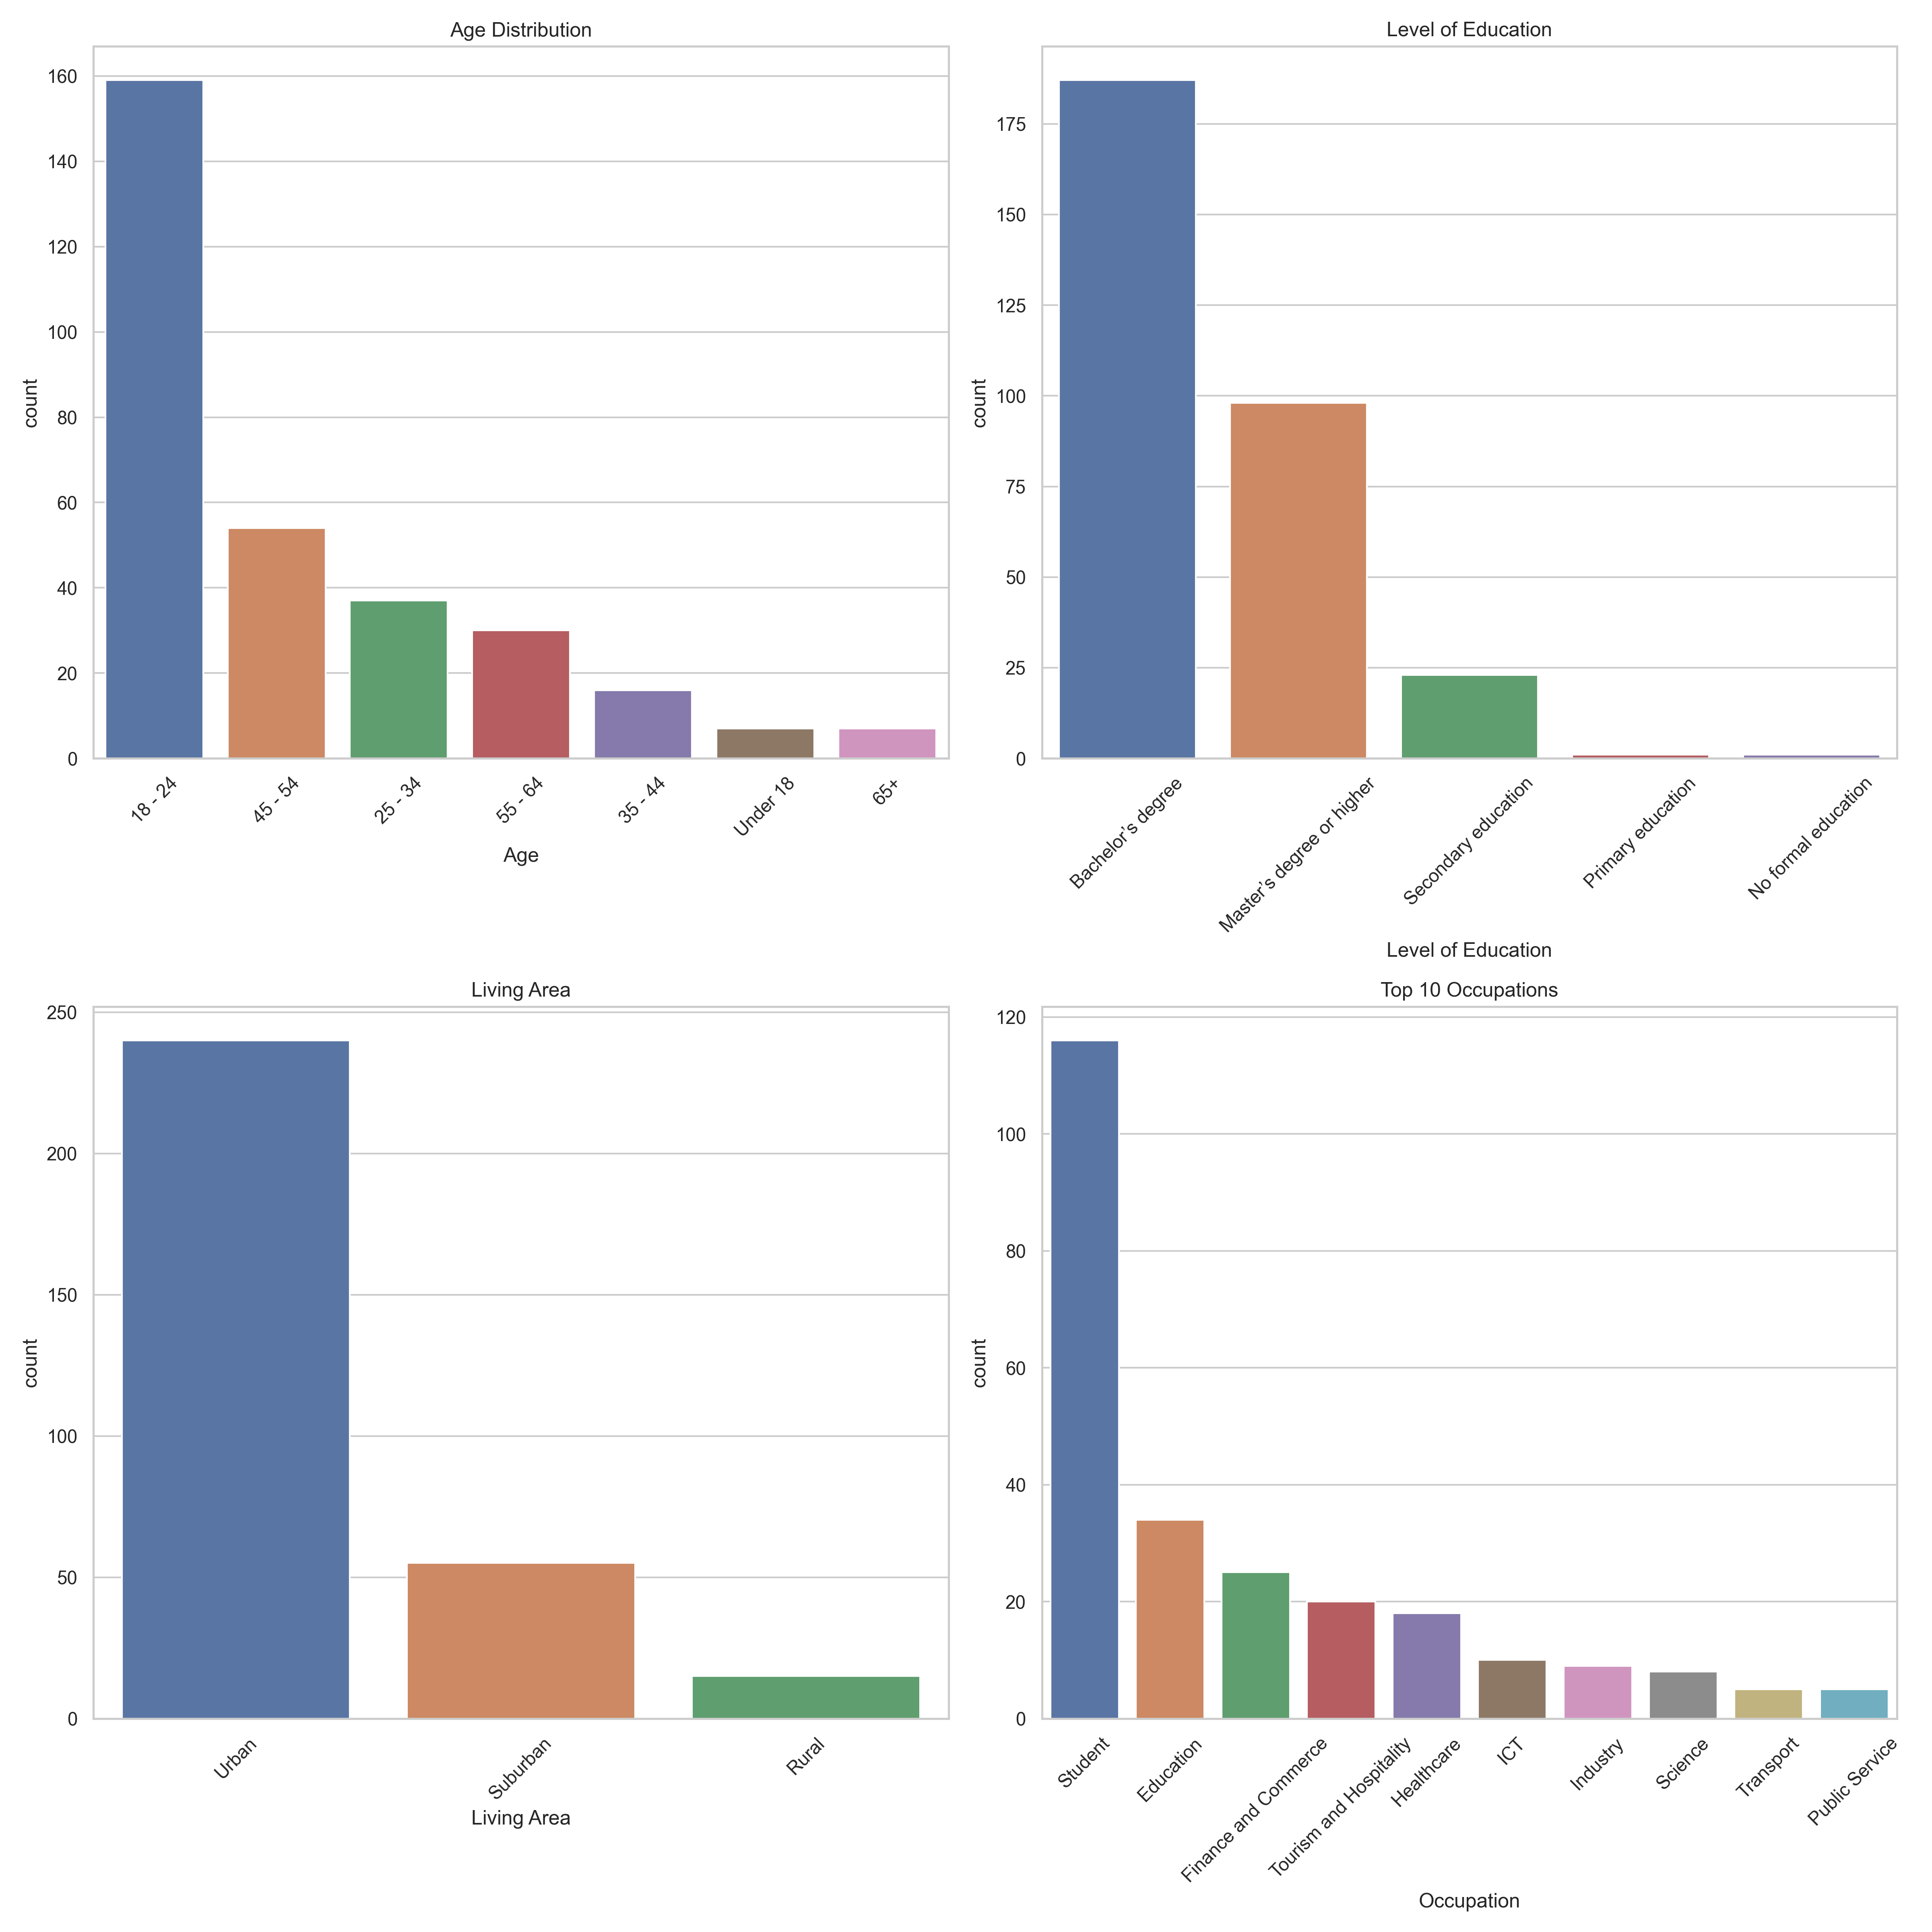 Age Distribution
160
140
120
100
80
60
40
20
0
count
18 - 24
45 - 54
25 - 34
55 - 64
35 - 44
Under 18
65+
Age
Level of Education
175
150
125
100
75
50
25
0
count
Bachelor's degree
Master's degree or higher
Secondary education
Primary education
No formal education
Level of Education
Living Area
250
200
150
100
50
0
count
Urban
Suburban
Rural
Living Area
Top 10 Occupations
120
100
80
60
40
20
0
count
Student
Education
Finance and Commerce
Tourism and Hospitality
Healthcare
ICT
Industry
Science
Transport
Public Service
Occupation